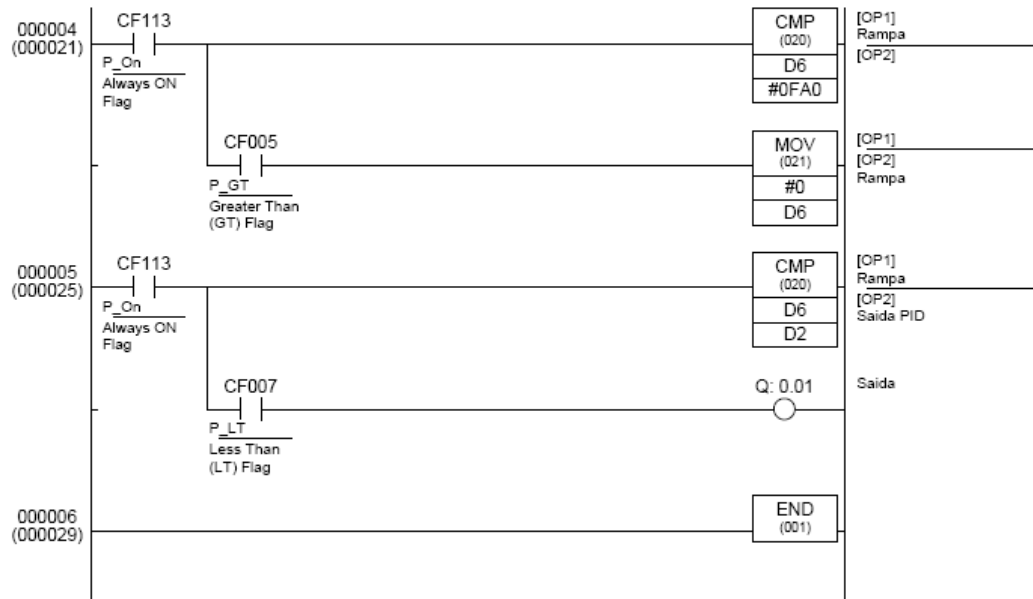 000004
(000021)
CF113
P_On
Always ON
Flag
CMP
(020)
D6
#0FA0
[OP1]
Rampa
[OP2]
CF005
P_GT
Greater Than
(GT) Flag
MOV
(021)
#0
D6
[OP1]
[OP2]
Rampa
000005
(000025)
CF113
P_On
Always ON
Flag
CMP
(020)
D6
D2
[OP1]
Rampa
[OP2]
Saida PID
CF007
P_LT
Less Than
(LT) Flag
Q: 0.01
Saida
000006
(000029)
END
(001)